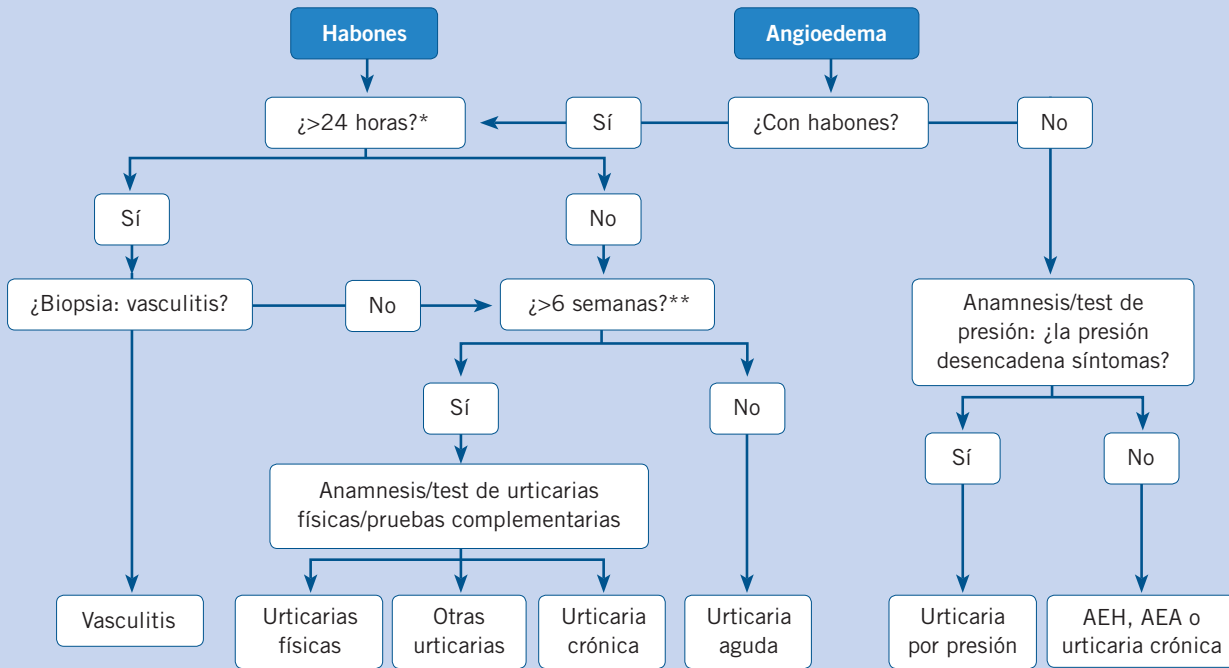 Habones
Angioedema
¿>24 horas?*
Sí
¿Con habones?
No
Sí
No
¿Biopsia: vasculitis?
No
¿>6 semanas?**
Anamnesis/test de
presión: ¿la presión
desencadena síntomas?
Sí
No
Sí
No
Anamnesis/test de urticarias
físicas/pruebas complementarias
Vasculitis
Urticarias
físicas
Otras
urticarias
Urticaria
crónica
Urticaria
aguda
Urticaria
por presión
AEH, AEA o
urticaria crónica